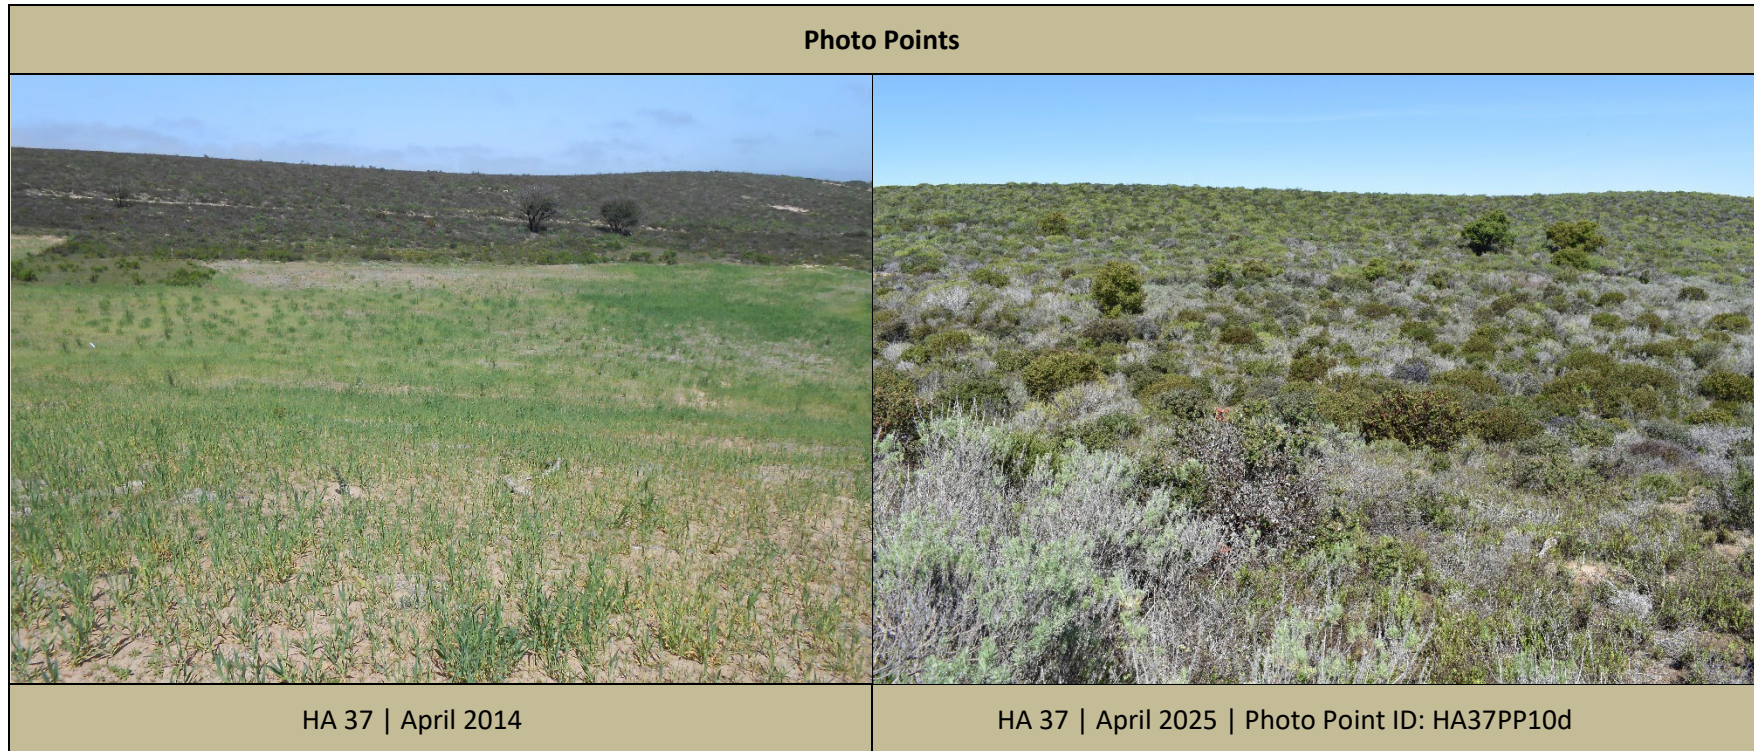 Photo Points
HA 37 | April 2014
HA 37 | April 2025 | Photo Point ID: HA37PP10d